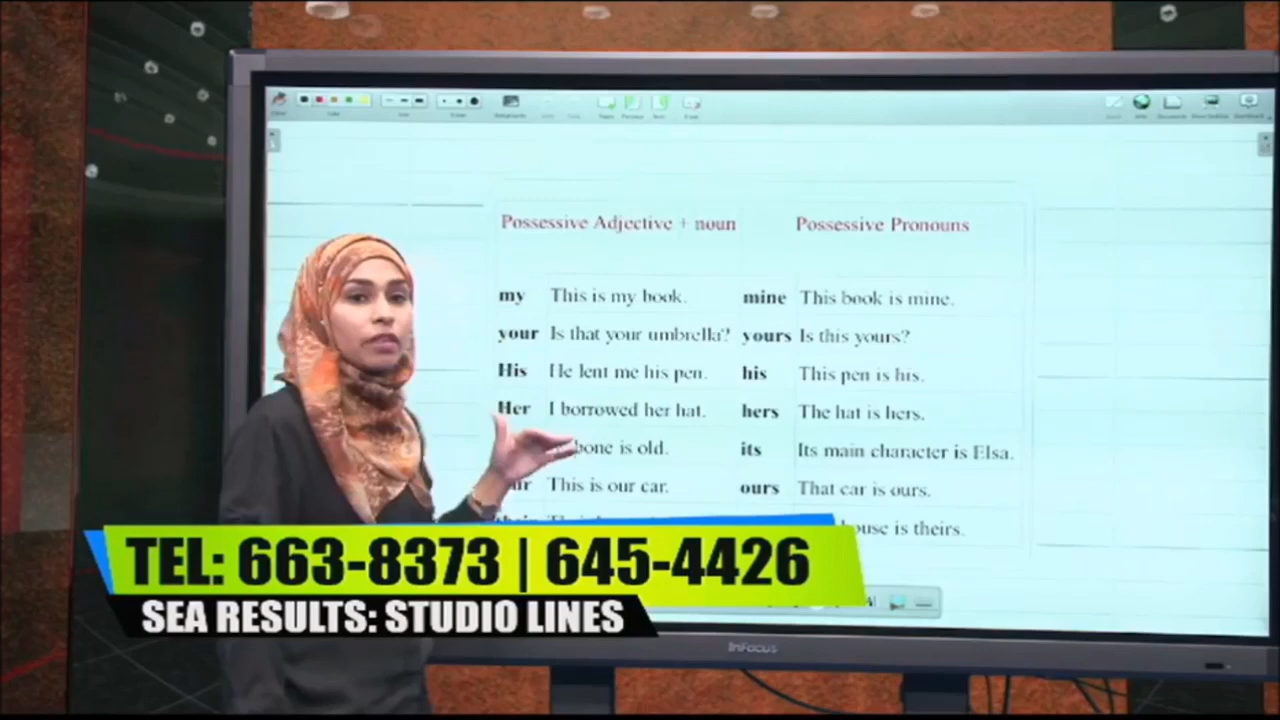 Possessive Adjective + noun Possessive Pronouns
my This is my book. mine This book is mine.
your Is that your umbrella? yours Is this yours?
His He lent me his pen. his This pen is his.
Her I borrowed her hat. hers The hat is hers.
bone is old. its Its main character is Elsa.
This is our car. ours That car is ours.
is theirs.
TEL: 663-8373 | 645-4426
SEA RESULTS: STUDIO LINES
InFocus